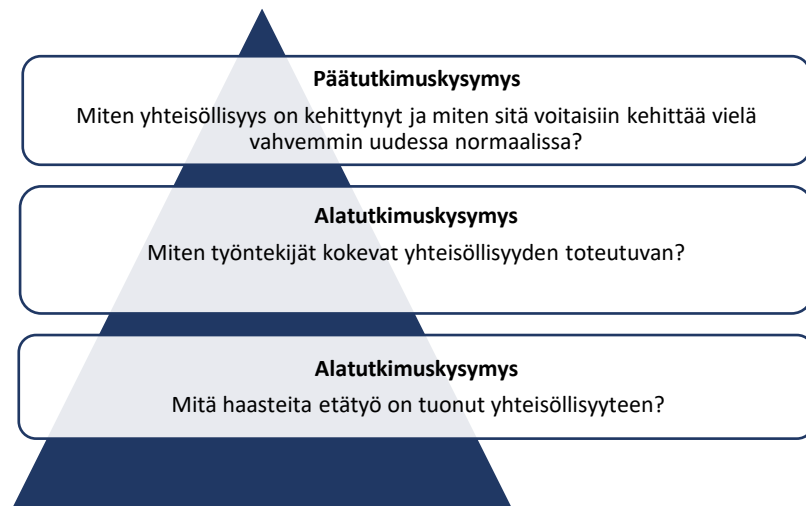 Päätutkimuskysymys
Miten yhteisöllisyys on kehittynyt ja miten sitä voitaisiin kehittää vielä
vahvemmin uudessa normaalissa?
Alatutkimuskysymys
Miten työntekijät kokevat yhteisöllisyyden toteutuvan?
Alatutkimuskysymys
Mitä haasteita etätyö on tuonut yhteisöllisyyteen?